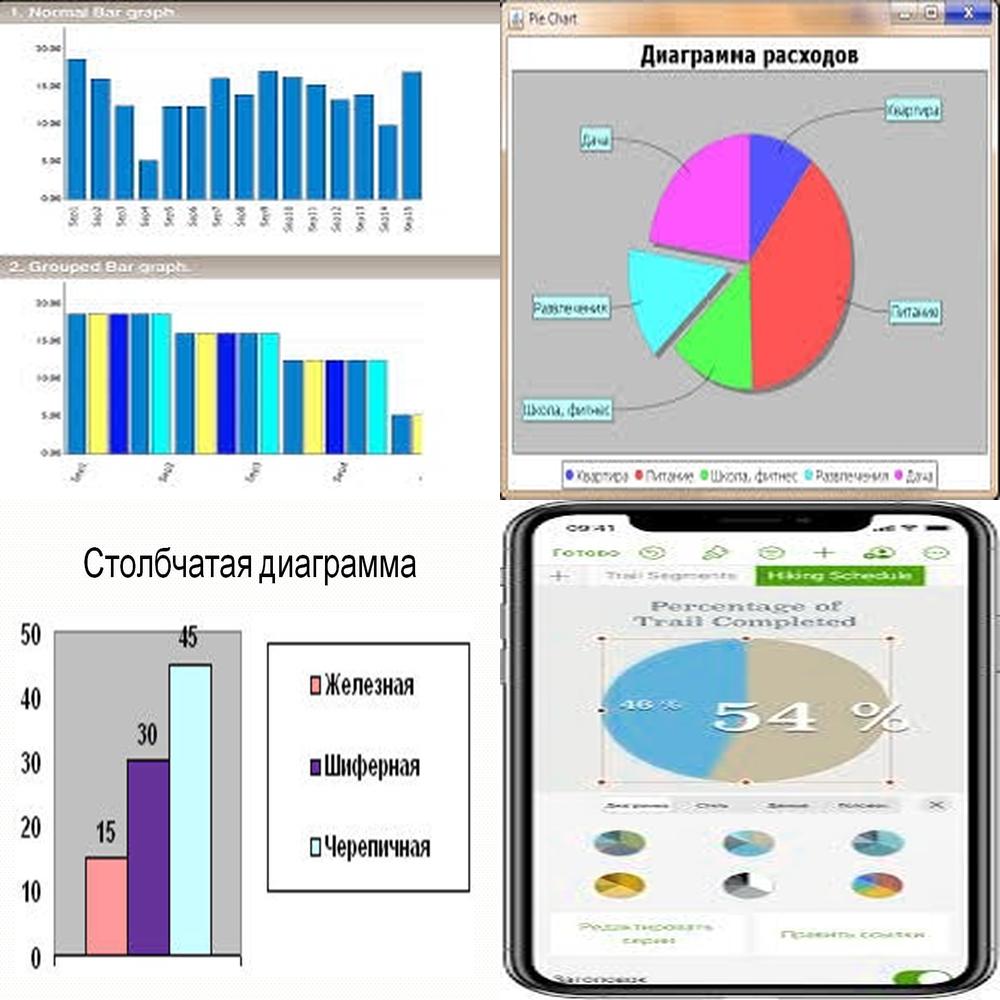 1. Normal Bar graph
20.00
15.00
10.00
5.00
0.00
Sep1 Sep2 Sep3 Sep4 Sep5 Sep6 Sep7 Sep8 Sep9 Sep10 Sep12 Sep14
2. Grouped Bar graph.
20.00
15.00
10.00
5.00
0.00
Sep1 Sep2 Sep3 Sep4
Pie Chart
Диаграмма расходов
Квартира
Дача
Развлечения
Питание
Школа, фитнес
Квартира Питание Школа, фитнес Развлечения Дача
Столбчатая диаграмма
50
40
30
20
10
0
45
30
15
Железная
Шиферная
Черепичная
09:41
Готово
+ Trail Segments Hiking Schedule
Percentage of
Trail Completed
46 % 54 %
Диаграмма Стиль Данные
Редактировать
серии
Править ссылки
Заголовок